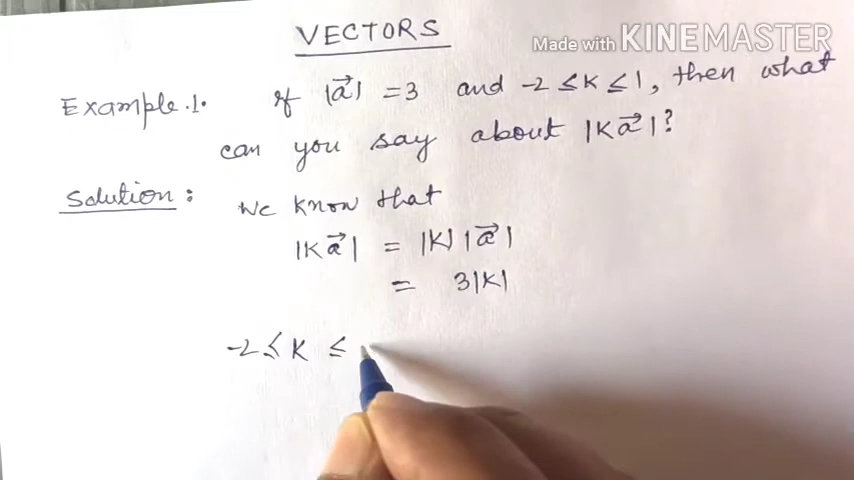 VECTORS
Made with KINEMASTER
Example.1. If |a⃗| = 3 and -2 ≤ K ≤ 1, then what
can you say about |Ka⃗|?
Solution: We know that
|Ka⃗| = |K| |a⃗|
= 3|K|
-2 ≤ K ≤